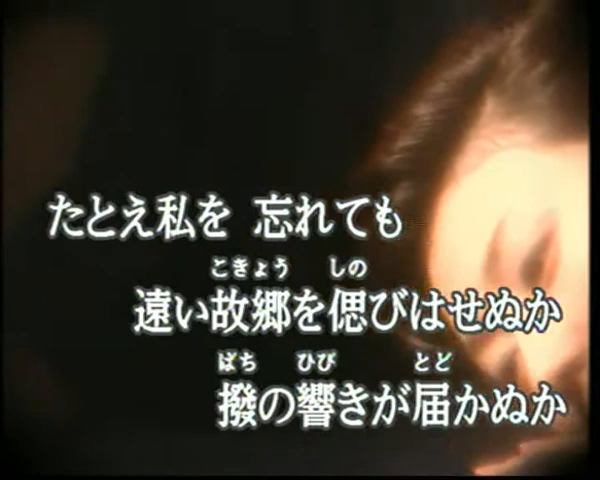 たとえ私を 忘れても
こきょう しの
遠い故郷を偲びはせぬか
ばち ひび とど
撥の響きが届かぬか